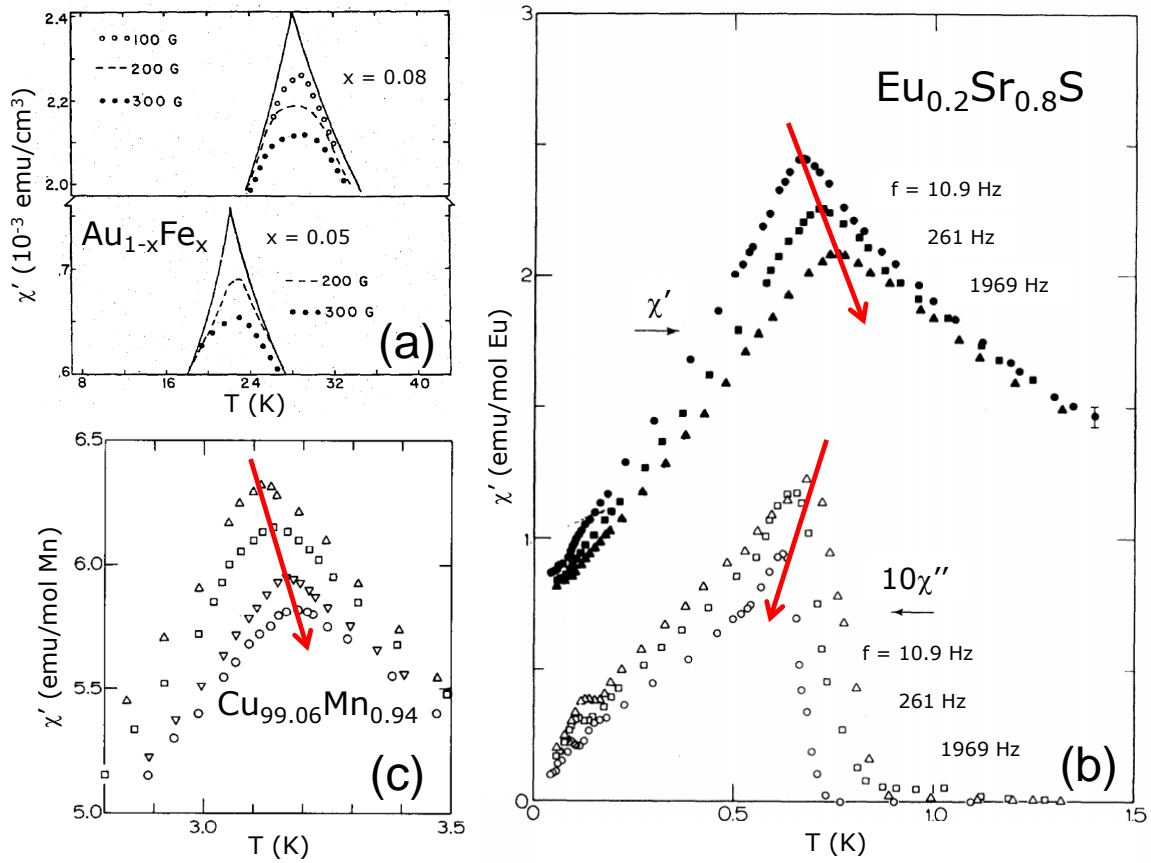 2.4
2.2
2.0
.7
.6
χ′ (10⁻³ emu/cm³)
100 G
200 G
300 G
x = 0.08
Au₁₋ₓFeₓ
x = 0.05
200 G
300 G
(a)
8 16 24 32 40
T (K)
6.5
6.0
5.5
5.0
χ′ (emu/mol Mn)
Cu₉₉.₀₆Mn₀.₉₄
(c)
3.0 3.5
T (K)
3
2
1
0
χ′ (emu/mol Eu)
Eu₀.₂Sr₀.₈S
f = 10.9 Hz
261 Hz
1969 Hz
χ′
10χ′′
f = 10.9 Hz
261 Hz
1969 Hz
(b)
0 0.5 1.0 1.5
T (K)